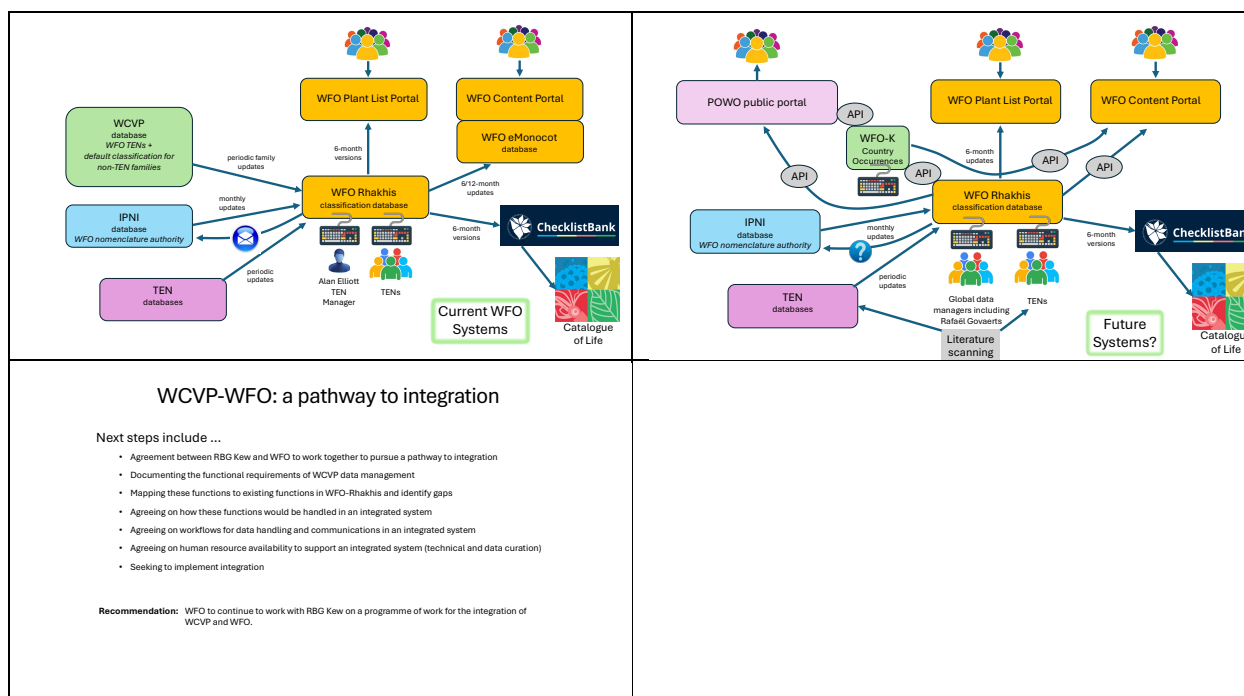 WFO Plant List Portal
WFO Content Portal
WFO eMonocot
database
WCVP
database
WFO TENs +
default classification for
non-TEN families
periodic family
updates
6-month
versions
6/12-month
updates
WFO Rhakhis
classification database
monthly
updates
IPNI
database
WFO nomenclature authority
6-month
versions
ChecklistBank
periodic
updates
TEN
databases
Alan Elliott
TEN
Manager
TENs
Current WFO
Systems
Catalogue
of Life
POWO public portal
API
WFO Plant List Portal
WFO Content Portal
WFO-K
Country
Occurrences
6-month
updates
API
API
API
API
WFO Rhakhis
classification database
IPNI
database
WFO nomenclature authority
monthly
updates
?
6-month
versions
ChecklistBank
periodic
updates
TEN
databases
Global data
managers including
Rafaël Govaerts
TENs
Literature
scanning
Future
Systems?
Catalogue
of Life
WCVP-WFO: a pathway to integration
Next steps include ...
• Agreement between RBG Kew and WFO to work together to pursue a pathway to integration
• Documenting the functional requirements of WCVP data management
• Mapping these functions to existing functions in WFO-Rhakhis and identify gaps
• Agreeing on how these functions would be handled in an integrated system
• Agreeing on workflows for data handling and communications in an integrated system
• Agreeing on human resource availability to support an integrated system (technical and data curation)
• Seeking to implement integration
Recommendation: WFO to continue to work with RBG Kew on a programme of work for the integration of
WCVP and WFO.